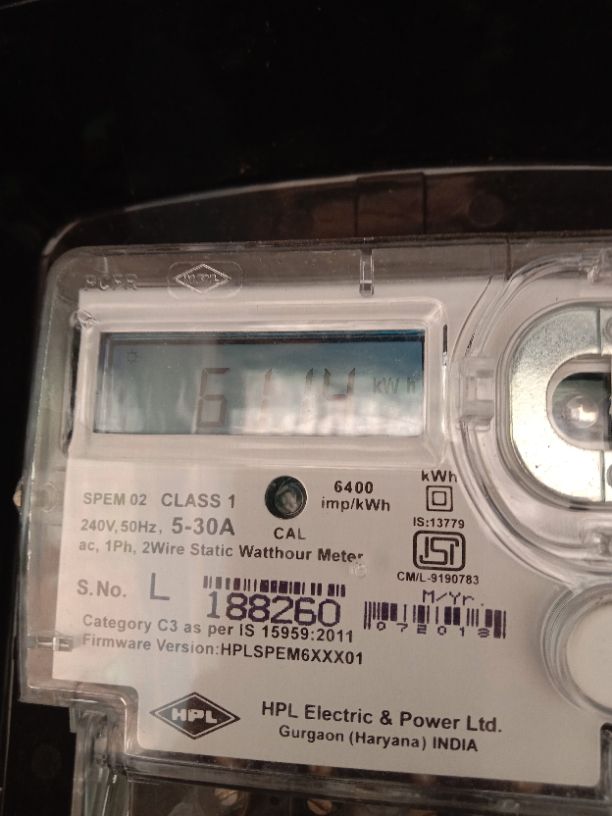 6114 kWh
SPEM 02 CLASS 1
240V, 50Hz, 5-30A
ac, 1Ph, 2Wire Static Watthour Meter
CAL
6400
imp/kWh
kWh
IS:13779
ISI
CM/L-9190783
S.No. L 188260
M/Yr.
Category C3 as per IS 15959:2011
Firmware Version:HPLSPEM6XXX01
HPL
HPL Electric & Power Ltd.
Gurgaon (Haryana) INDIA